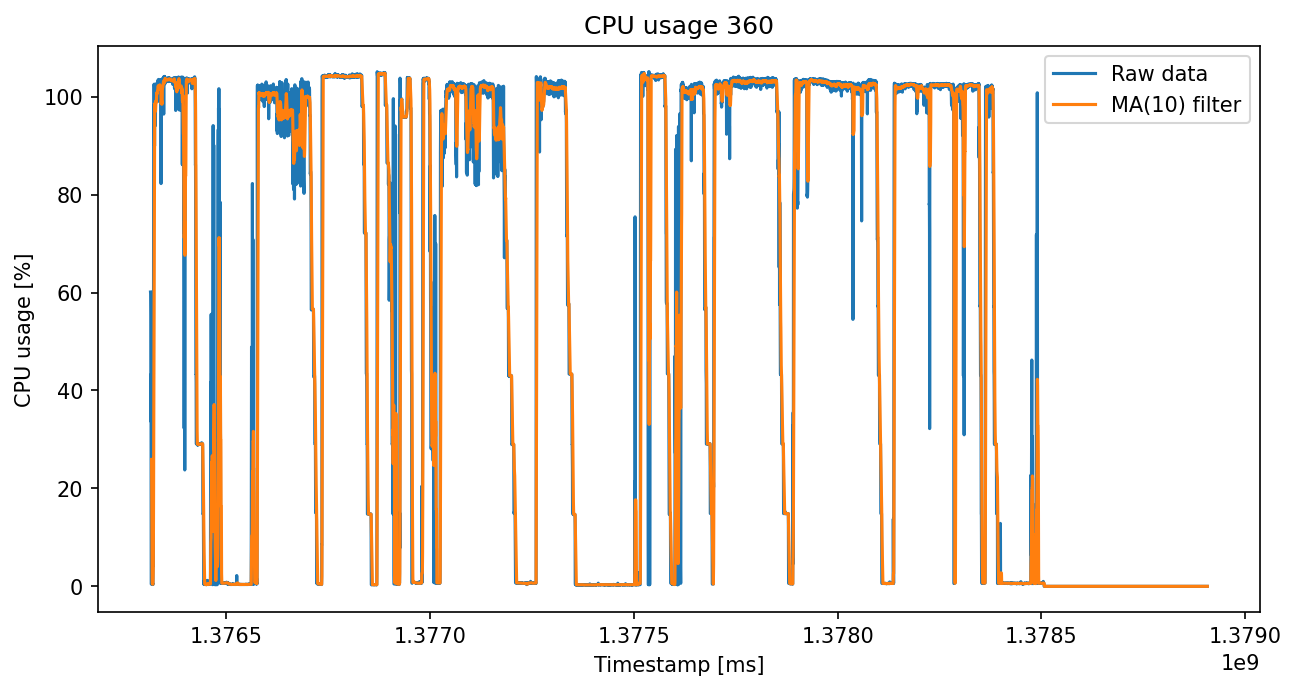 CPU usage 360
Raw data
MA(10) filter
CPU usage [%]
100
80
60
40
20
0
1.3765 1.3770 1.3775 1.3780 1.3785 1.3790
1e9
Timestamp [ms]